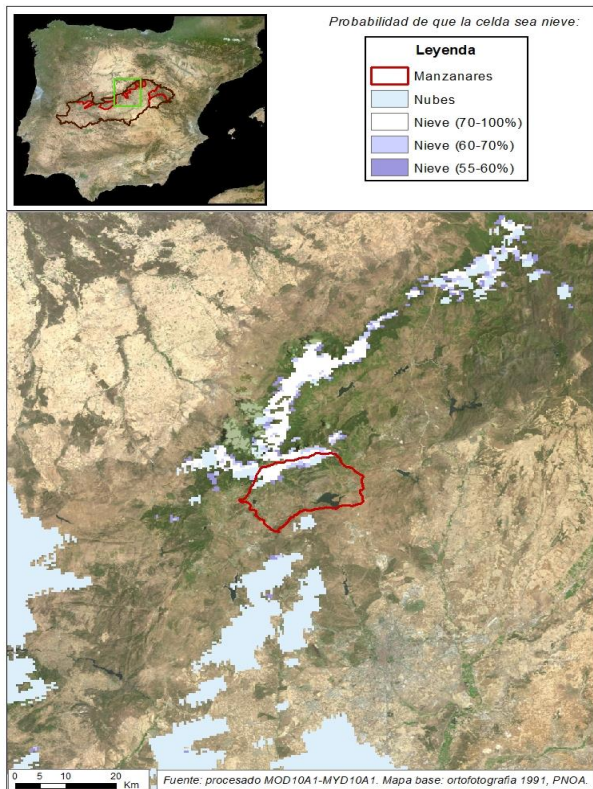 Probabilidad de que la celda sea nieve:
Leyenda
Manzanares
Nubes
Nieve (70-100%)
Nieve (60-70%)
Nieve (55-60%)
0 5 10 20
Km
Fuente: procesado MOD10A1-MYD10A1. Mapa base: ortofotografia 1991, PNOA.